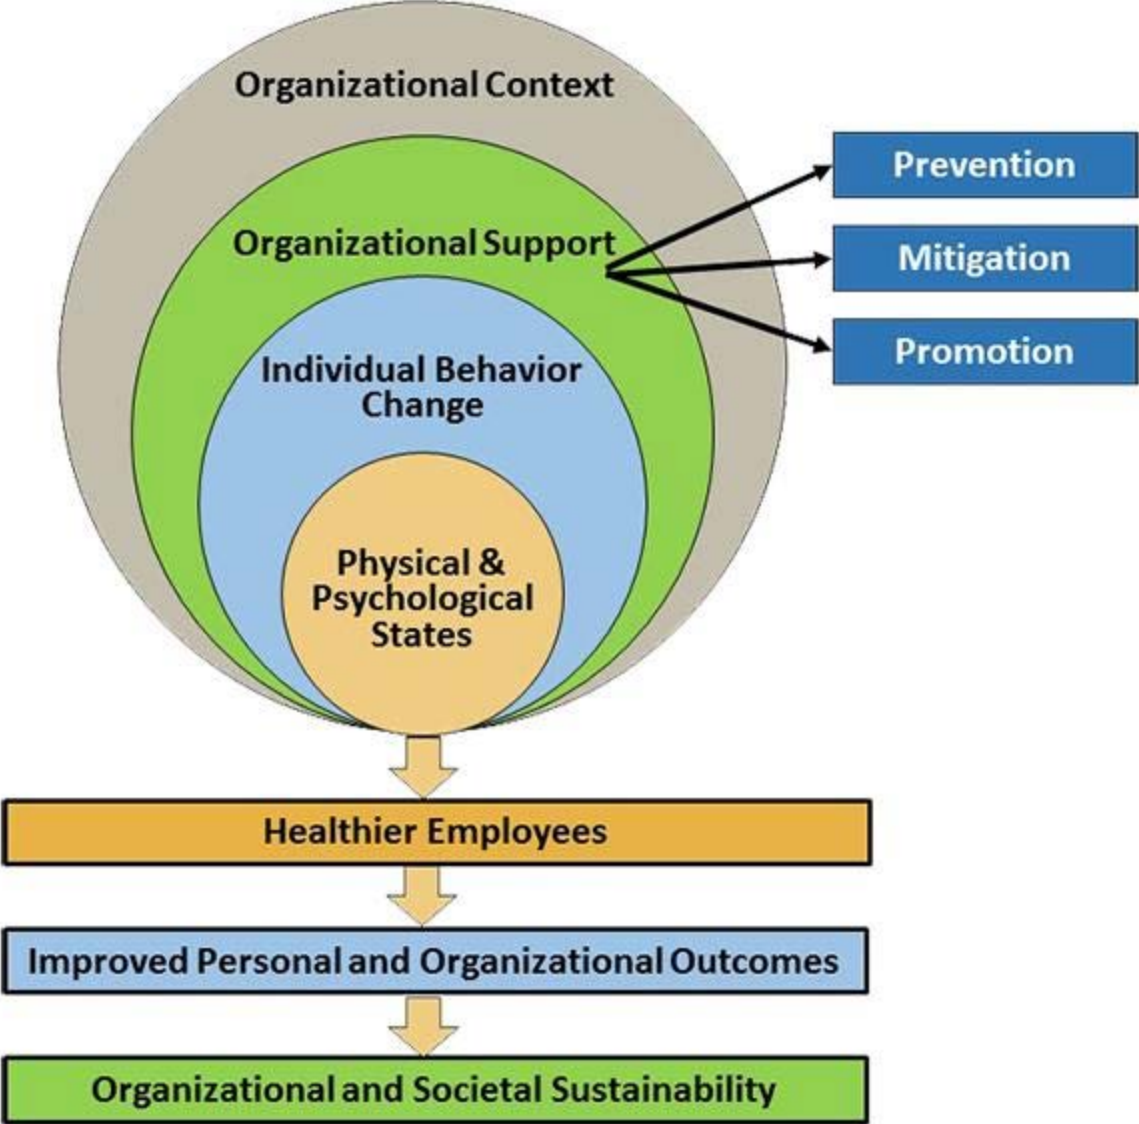 Organizational Context
Prevention
Organizational Support
Mitigation
Promotion
Individual Behavior
Change
Physical &
Psychological
States
Healthier Employees
Improved Personal and Organizational Outcomes
Organizational and Societal Sustainability